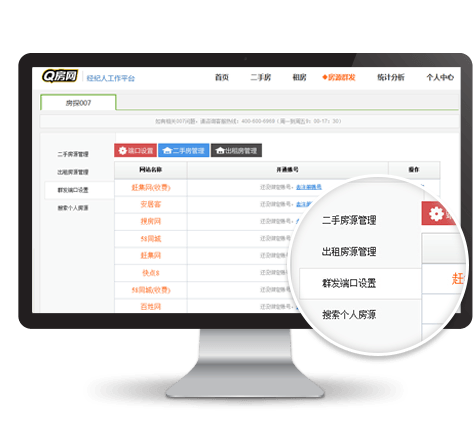 Q房网 经纪人工作平台
首页 二手房 租房 房源群发 统计分析 个人中心
房探007
二手房源管理
出租房源管理
群发端口设置
搜索个人房源
端口设置 二手房管理 出租房管理
网站名称 开通账号 操作
赶集网(收费)
安居客
搜房网
58同城
赶集网
快点8
58同城(收费)
百姓网
二手房源管理
出租房源管理
群发端口设置
搜索个人房源
赶